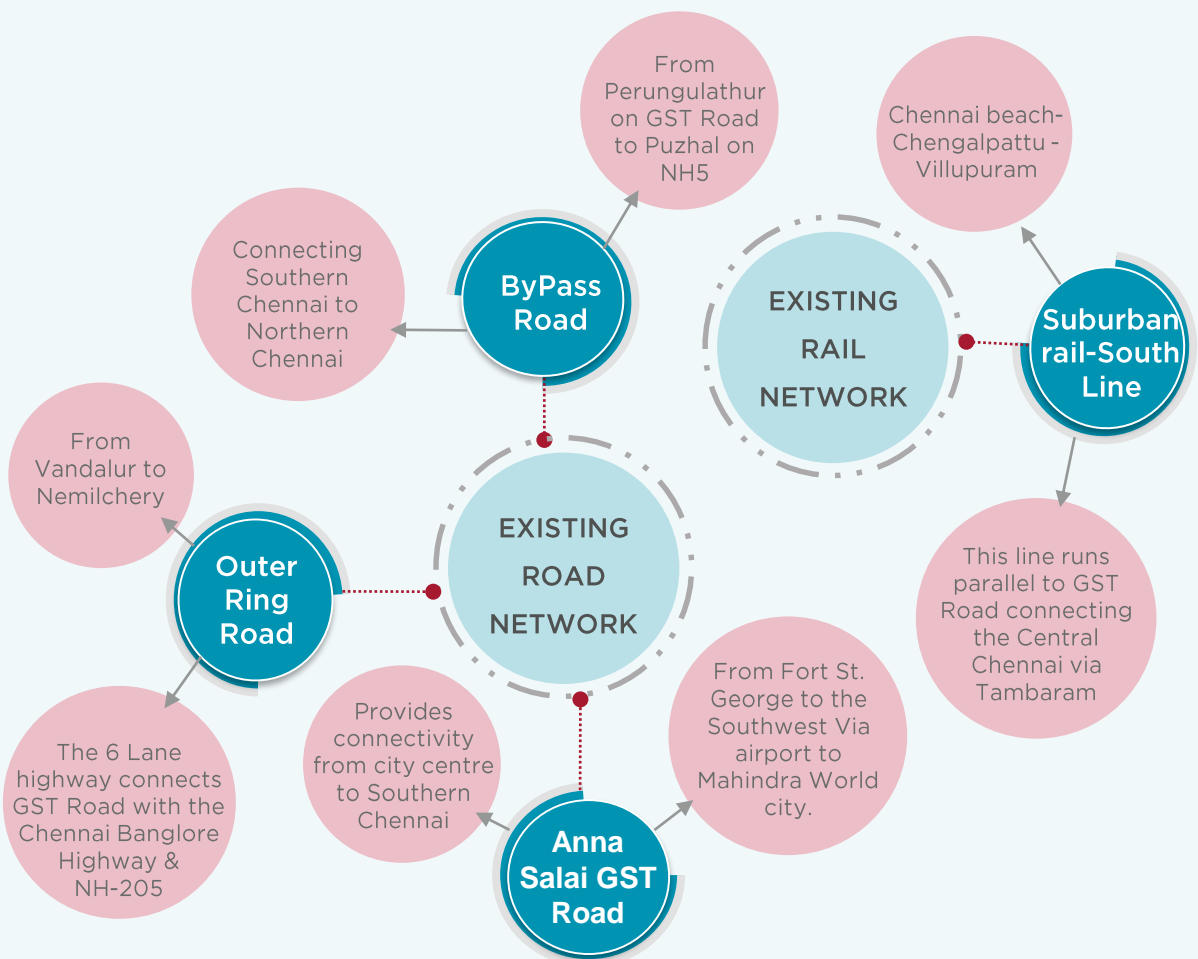 From
Perungulathur
on GST Road
to Puzhal on
NH5
Chennai beach-
Chengalpattu -
Villupuram
Connecting
Southern
Chennai to
Northern
Chennai
ByPass
Road
EXISTING
RAIL
NETWORK
Suburban
rail-South
Line
From
Vandalur to
Nemilchery
Outer
Ring
Road
EXISTING
ROAD
NETWORK
This line runs
parallel to GST
Road connecting
the Central
Chennai via
Tambaram
The 6 Lane
highway connects
GST Road with the
Chennai Banglore
Highway &
NH-205
Provides
connectivity
from city centre
to Southern
Chennai
From Fort St.
George to the
Southwest Via
airport to
Mahindra World
city.
Anna
Salai GST
Road